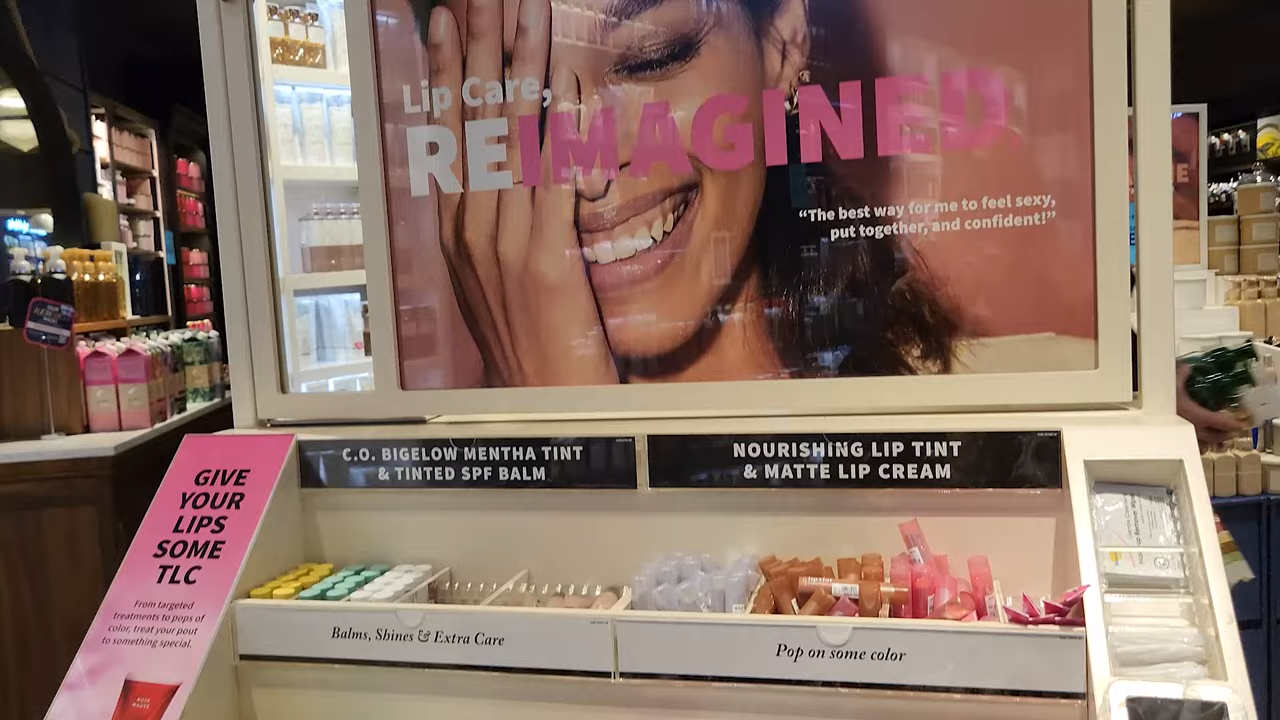 Lip Care,
REIMAGINED.
“The best way for me to feel sexy,
put together, and confident!”
C.O. BIGELOW MENTHA TINT
& TINTED SPF BALM
NOURISHING LIP TINT
& MATTE LIP CREAM
GIVE
YOUR
LIPS
SOME
TLC
From targeted
treatments to pops of
color, treat your pout
to something special.
ROSE
Balms, Shines & Extra Care
Pop on some color